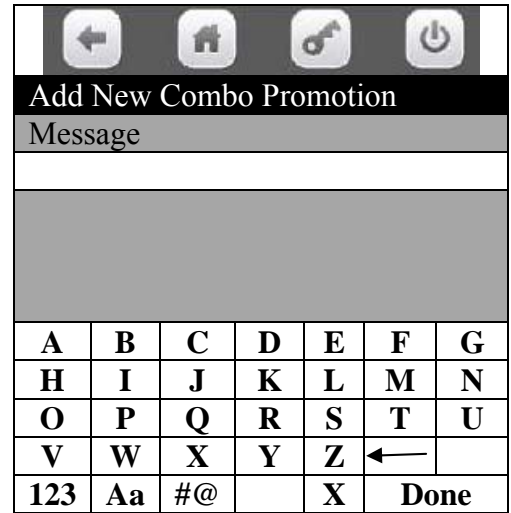 Add New Combo Promotion
Message
A B C D E F G
H I J K L M N
O P Q R S T U
V W X Y Z
123 Aa #@ X Done